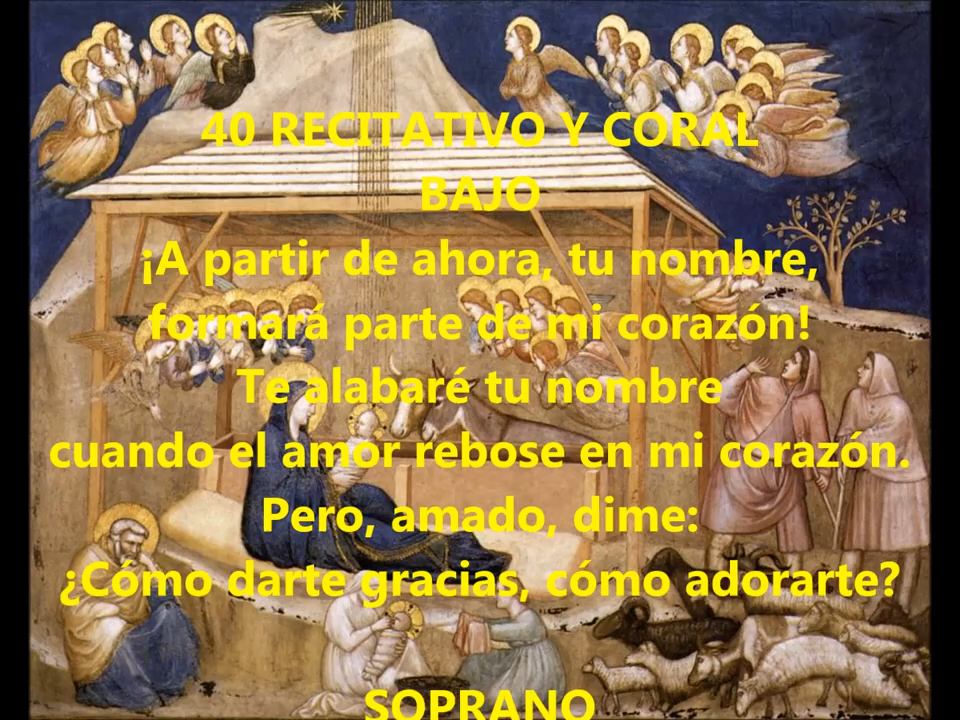 40 RECITATIVO Y CORAL
BAJO
¡A partir de ahora, tu nombre,
formará parte de mi corazón!
Te alabaré tu nombre
cuando el amor rebose en mi corazón.
Pero, amado, dime:
¿Cómo darte gracias, cómo adorarte?
SOPRANO